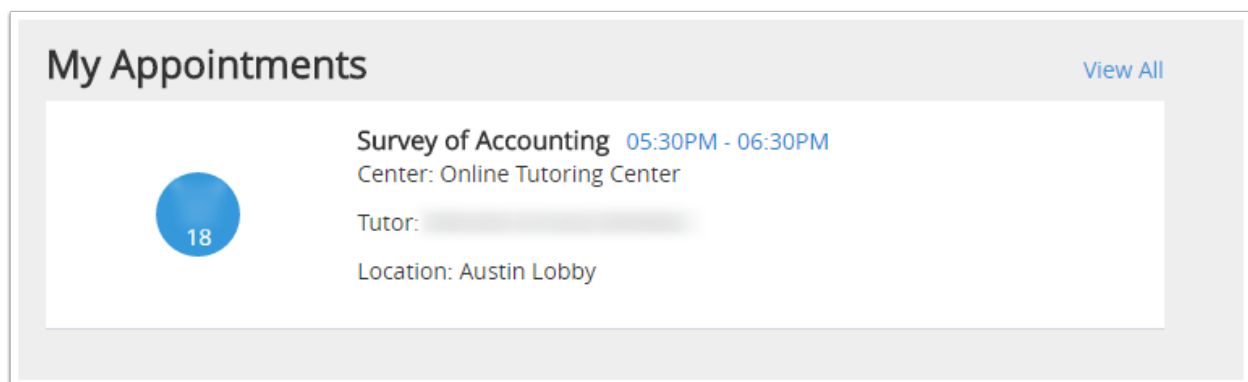 My Appointments
View All
Survey of Accounting 05:30PM - 06:30PM
Center: Online Tutoring Center
18
Tutor:
Location: Austin Lobby